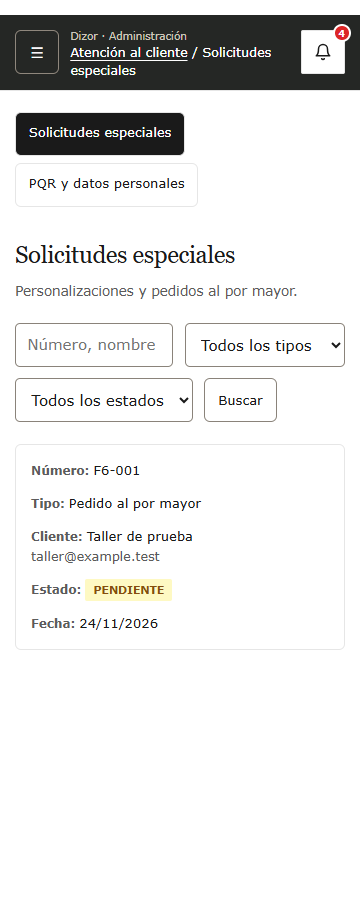 ☰
Dizor · Administración
Atención al cliente / Solicitudes
especiales
4
Solicitudes especiales
PQR y datos personales
Solicitudes especiales
Personalizaciones y pedidos al por mayor.
Número, nombre
Todos los tipos
Todos los estados
Buscar
Número: F6-001
Tipo: Pedido al por mayor
Cliente: Taller de prueba
taller@example.test
Estado: PENDIENTE
Fecha: 24/11/2026